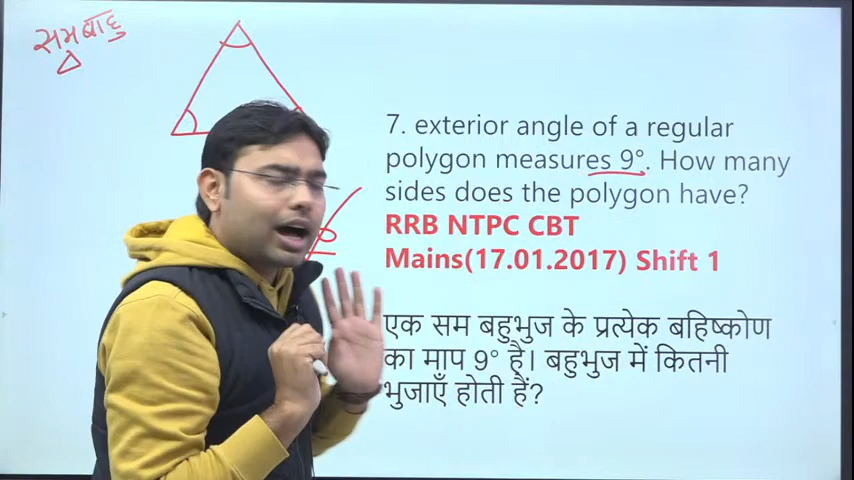 समबाहु
7. exterior angle of a regular
polygon measures 9°. How many
sides does the polygon have?
RRB NTPC CBT
Mains(17.01.2017) Shift 1
एक सम बहुभुज के प्रत्येक बहिष्कोण
का माप 9° है। बहुभुज में कितनी
भुजाएँ होती हैं?